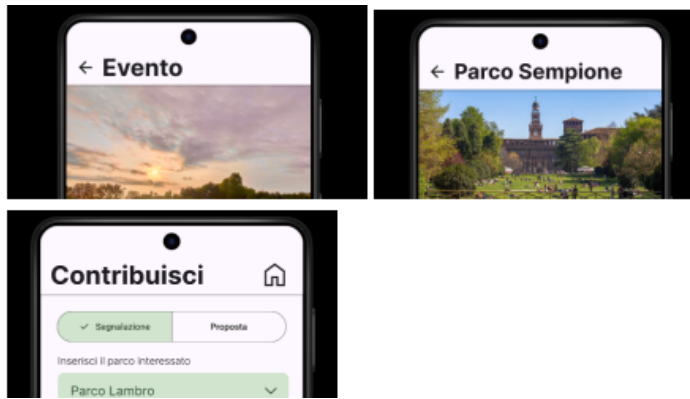 Evento
Parco Sempione
Contribuisci
Segnalazione
Proposta
Inserisci il parco interessato
Parco Lambro